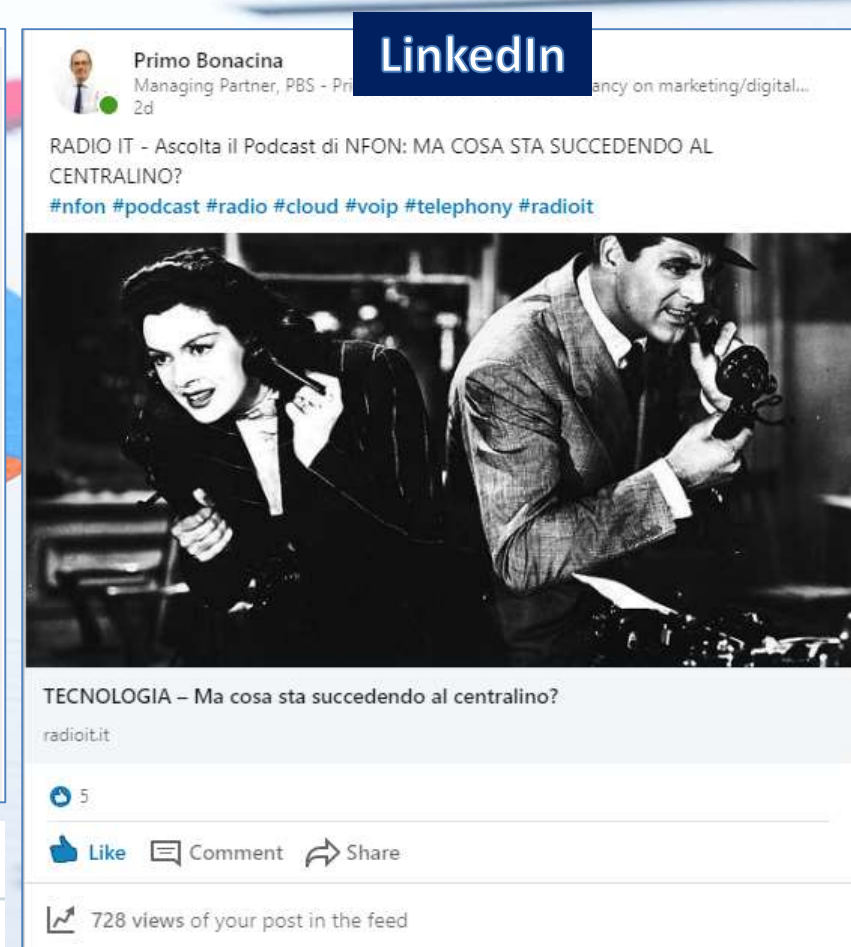 LinkedIn
Primo Bonacina
Managing Partner, PBS - Pri ancy on marketing/digital...
2d
RADIO IT - Ascolta il Podcast di NFON: MA COSA STA SUCCEDENDO AL
CENTRALINO?
#nfon #podcast #radio #cloud #voip #telephony #radioit
TECNOLOGIA – Ma cosa sta succedendo al centralino?
radioit.it
5
Like Comment Share
728 views of your post in the feed